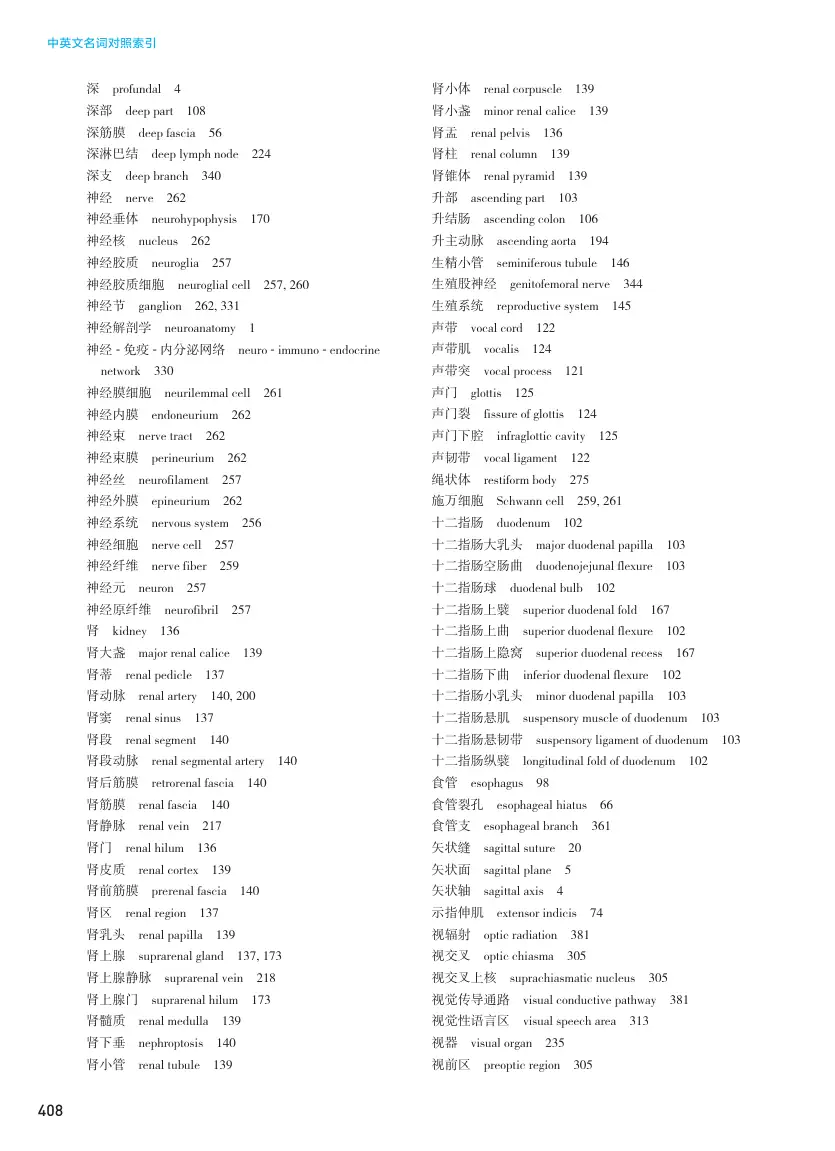 中英文名词对照索引
深 profundal 4
深部 deep part 108
深筋膜 deep fascia 56
深淋巴结 deep lymph node 224
深支 deep branch 340
神经 nerve 262
神经垂体 neurohypophysis 170
神经核 nucleus 262
神经胶质 neuroglia 257
神经胶质细胞 neuroglial cell 257, 260
神经节 ganglion 262, 331
神经解剖学 neuroanatomy 1
神经-免疫-内分泌网络 neuro-immuno-endocrine
network 330
神经膜细胞 neurilemmal cell 261
神经内膜 endoneurium 262
神经束 nerve tract 262
神经束膜 perineurium 262
神经丝 neurofilament 257
神经外膜 epineurium 262
神经系统 nervous system 256
神经细胞 nerve cell 257
神经纤维 nerve fiber 259
神经元 neuron 257
神经原纤维 neurofibril 257
肾 kidney 136
肾大盏 major renal calice 139
肾蒂 renal pedicle 137
肾动脉 renal artery 140, 200
肾窦 renal sinus 137
肾段 renal segment 140
肾段动脉 renal segmental artery 140
肾后筋膜 retrorenal fascia 140
肾筋膜 renal fascia 140
肾静脉 renal vein 217
肾门 renal hilum 136
肾皮质 renal cortex 139
肾前筋膜 prerenal fascia 140
肾区 renal region 137
肾乳头 renal papilla 139
肾上腺 suprarenal gland 137, 173
肾上腺静脉 suprarenal vein 218
肾上腺门 suprarenal hilum 173
肾髓质 renal medulla 139
肾下垂 nephroptosis 140
肾小管 renal tubule 139
肾小体 renal corpuscle 139
肾小盏 minor renal calice 139
肾盂 renal pelvis 136
肾柱 renal column 139
肾锥体 renal pyramid 139
升部 ascending part 103
升结肠 ascending colon 106
升主动脉 ascending aorta 194
生精小管 seminiferous tubule 146
生殖股神经 genitofemoral nerve 344
生殖系统 reproductive system 145
声带 vocal cord 122
声带肌 vocalis 124
声带突 vocal process 121
声门 glottis 125
声门裂 fissure of glottis 124
声门下腔 infraglottic cavity 125
声韧带 vocal ligament 122
绳状体 restiform body 275
施万细胞 Schwann cell 259, 261
十二指肠 duodenum 102
十二指肠大乳头 major duodenal papilla 103
十二指肠空肠曲 duodenojejunal flexure 103
十二指肠球 duodenal bulb 102
十二指肠上襞 superior duodenal fold 167
十二指肠上曲 superior duodenal flexure 102
十二指肠上隐窝 superior duodenal recess 167
十二指肠下曲 inferior duodenal flexure 102
十二指肠小乳头 minor duodenal papilla 103
十二指肠悬肌 suspensory muscle of duodenum 103
十二指肠悬韧带 suspensory ligament of duodenum 103
十二指肠纵襞 longitudinal fold of duodenum 102
食管 esophagus 98
食管裂孔 esophageal hiatus 66
食管支 esophageal branch 361
矢状缝 sagittal suture 20
矢状面 sagittal plane 5
矢状轴 sagittal axis 4
示指伸肌 extensor indicis 74
视辐射 optic radiation 381
视交叉 optic chiasma 305
视交叉上核 suprachiasmatic nucleus 305
视觉传导通路 visual conductive pathway 381
视觉性语言区 visual speech area 313
视器 visual organ 235
视前区 preoptic region 305
408